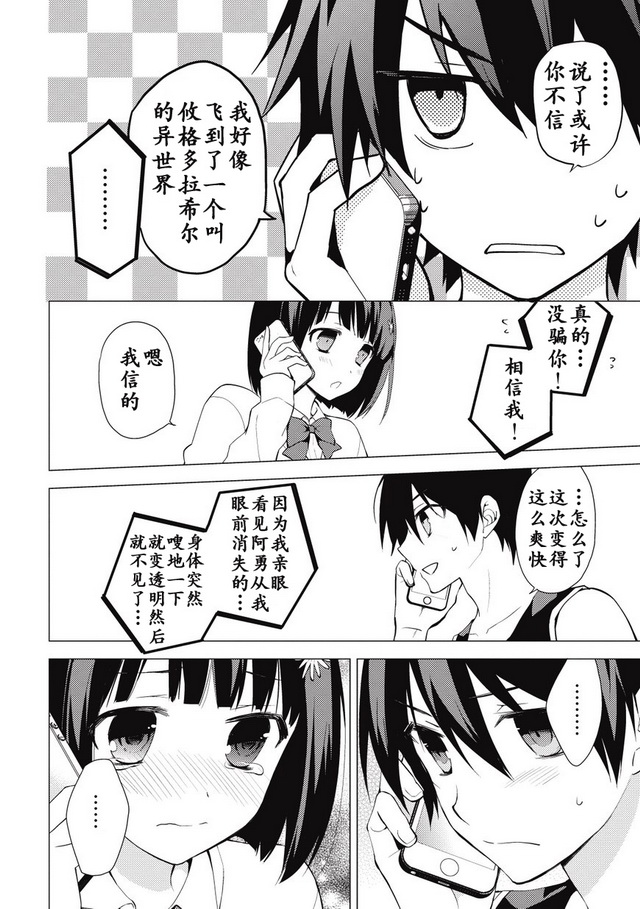 ……
说了或许
你不信
我好像
飞到了一个叫
攸格多拉希尔
的异世界
………
真的…
没骗你！
相信我！
嗯
我信的
…怎么了
这次变得
这么爽快
因为我亲眼
看见阿勇从我
眼前消失的…
身体突然
嗖地一下
就变透明然后
就不见了…
……
……